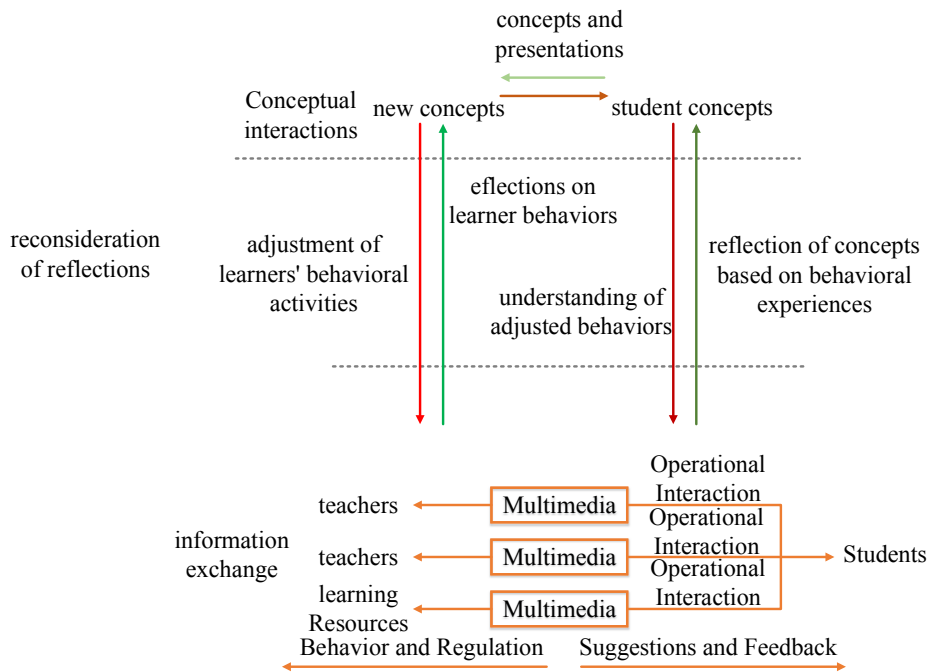 concepts and
presentations
Conceptual
interactions
new concepts
student concepts
eflections on
learner behaviors
reconsideration
of reflections
adjustment of
learners' behavioral
activities
reflection of concepts
based on behavioral
experiences
understanding of
adjusted behaviors
Operational
Interaction
teachers
Multimedia
Operational
Interaction
information
exchange
teachers
Multimedia
Students
Operational
Interaction
learning
Resources
Multimedia
Behavior and Regulation
Suggestions and Feedback